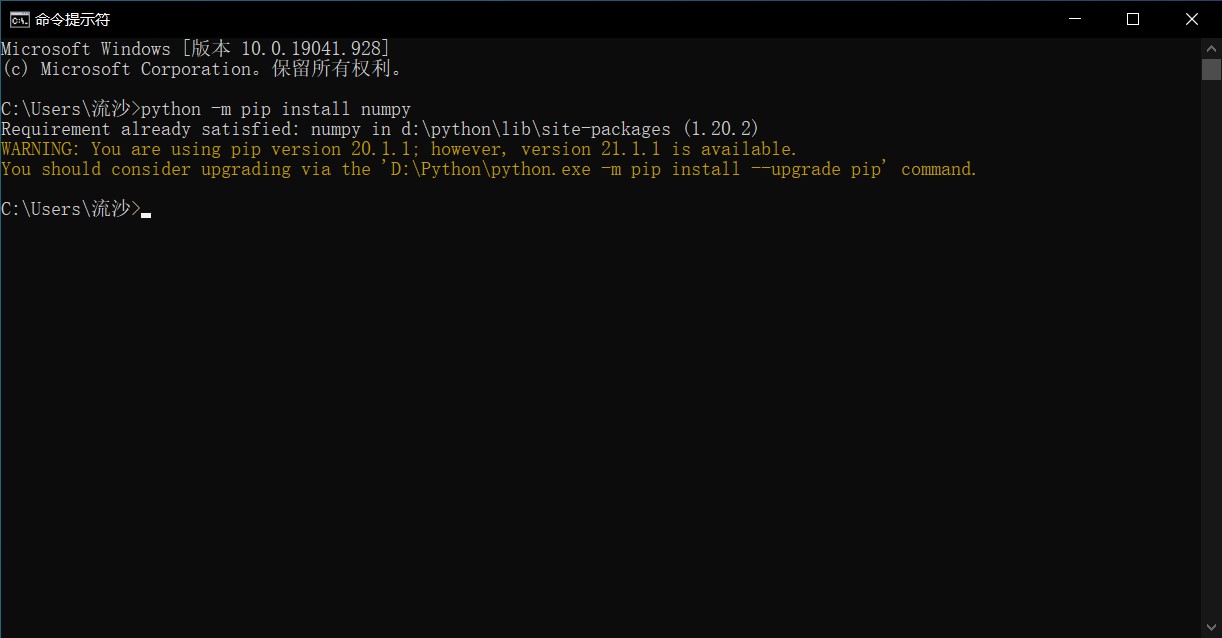 命令提示符
Microsoft Windows [版本 10.0.19041.928]
(c) Microsoft Corporation。保留所有权利。
C:\Users\流沙>python -m pip install numpy
Requirement already satisfied: numpy in d:\python\lib\site-packages (1.20.2)
WARNING: You are using pip version 20.1.1; however, version 21.1.1 is available.
You should consider upgrading via the 'D:\Python\python.exe -m pip install --upgrade pip' command.
C:\Users\流沙>